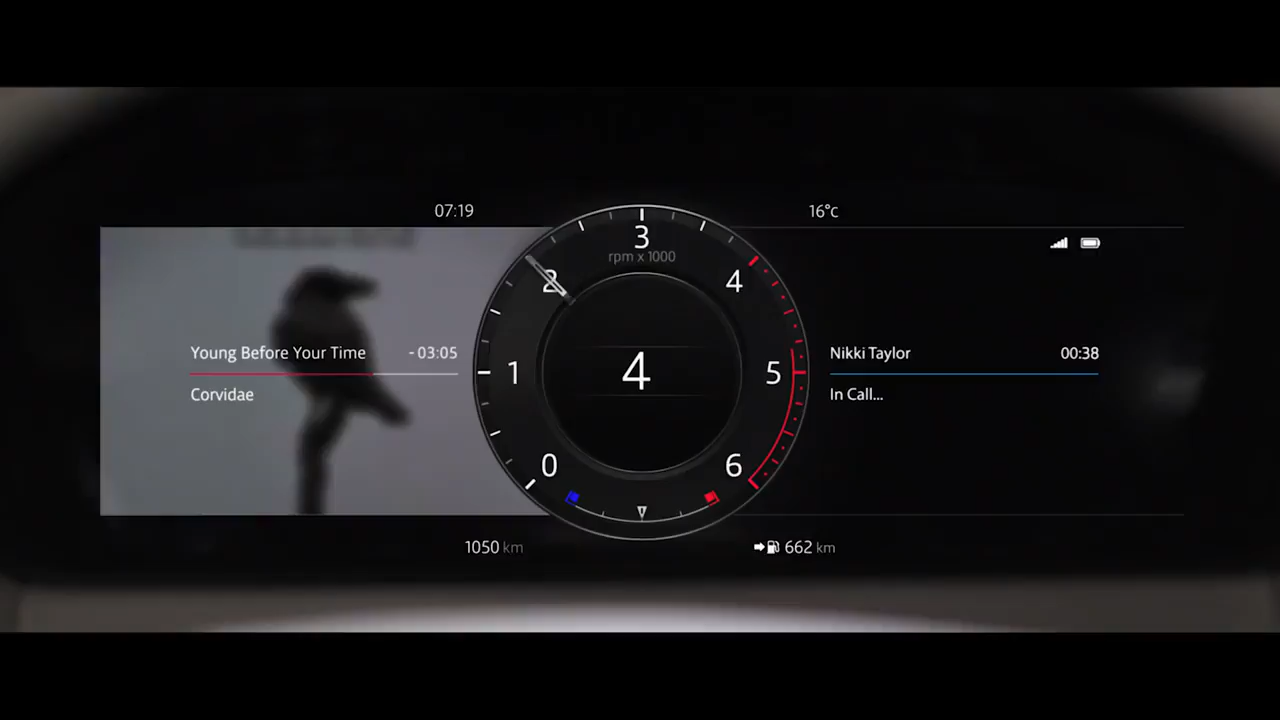 07:19
16°c
3
rpm x 1000
2
4
Young Before Your Time
- 03:05
1
4
5
Nikki Taylor
00:38
Corvidae
In Call...
0
6
1050 km
662 km